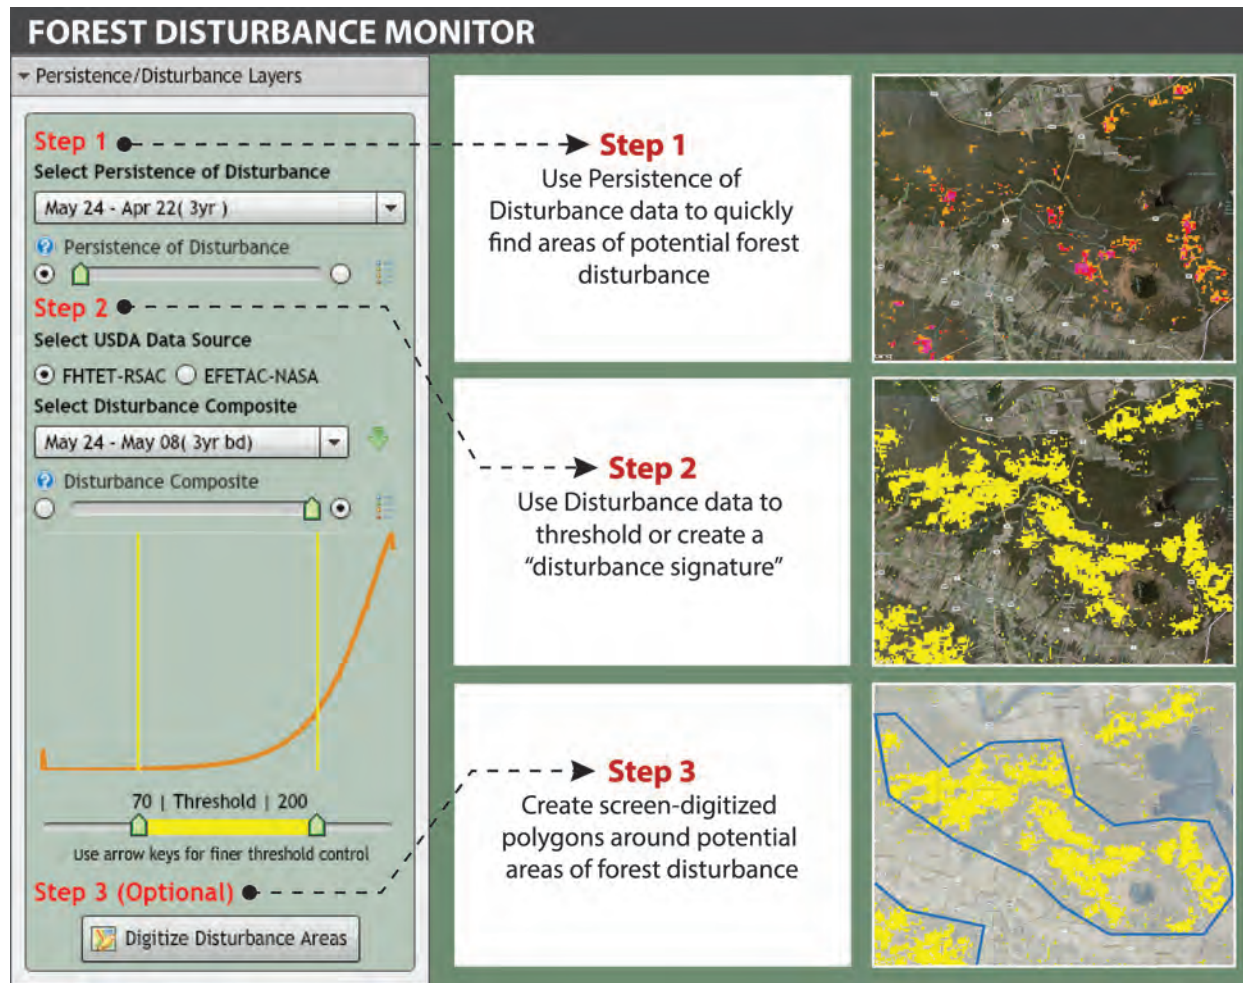 FOREST DISTURBANCE MONITOR
Persistence/Disturbance Layers
Step 1
Select Persistence of Disturbance
May 24 - Apr 22( 3yr )
Persistence of Disturbance
Step 2
Select USDA Data Source
FHTET-RSAC EFETAC-NASA
Select Disturbance Composite
May 24 - May 08( 3yr bd)
Disturbance Composite
70 | Threshold | 200
Use arrow keys for finer threshold control
Step 3 (Optional)
Digitize Disturbance Areas
Step 1
Use Persistence of
Disturbance data to quickly
find areas of potential forest
disturbance
Step 2
Use Disturbance data to
threshold or create a
“disturbance signature”
Step 3
Create screen-digitized
polygons around potential
areas of forest disturbance